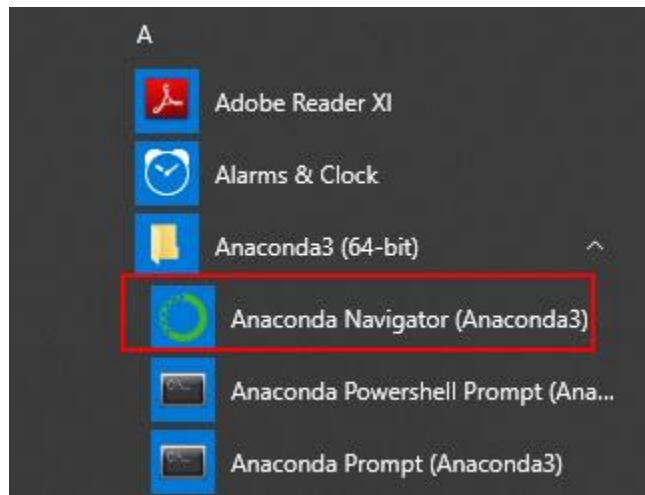 A
Adobe Reader XI
Alarms & Clock
Anaconda3 (64-bit)
Anaconda Navigator (Anaconda3)
Anaconda Powershell Prompt (Ana...
Anaconda Prompt (Anaconda3)